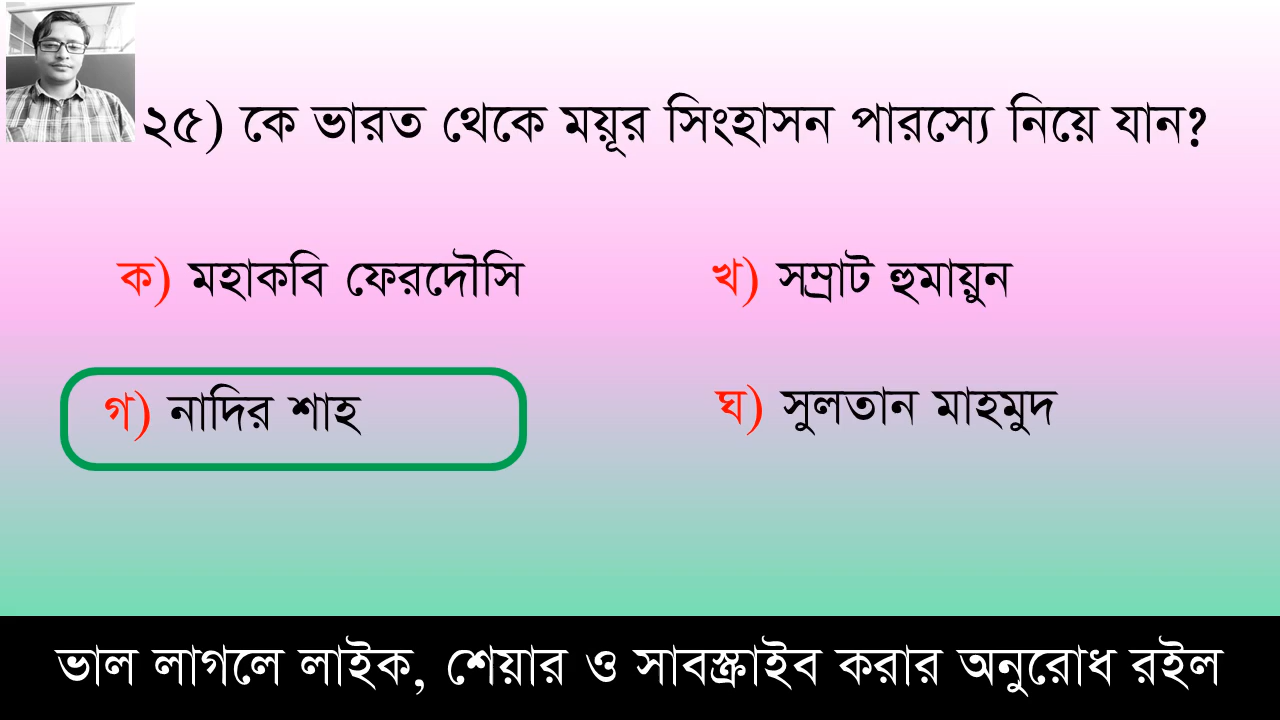 ২৫) কে ভারত থেকে ময়ূর সিংহাসন পারস্যে নিয়ে যান?
ক) মহাকবি ফেরদৌসি
খ) সম্রাট হুমায়ুন
গ) নাদির শাহ
ঘ) সুলতান মাহমুদ
ভাল লাগলে লাইক, শেয়ার ও সাবস্ক্রাইব করার অনুরোধ রইল